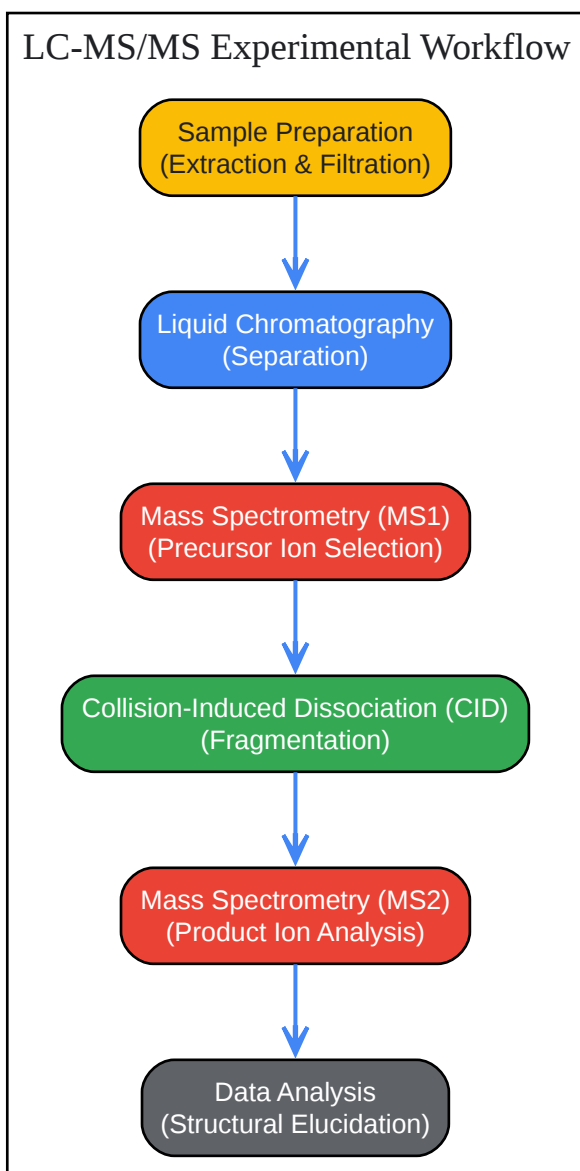 LC-MS/MS Experimental Workflow
Sample Preparation
(Extraction & Filtration)
Liquid Chromatography
(Separation)
Mass Spectrometry (MS1)
(Precursor Ion Selection)
Collision-Induced Dissociation (CID)
(Fragmentation)
Mass Spectrometry (MS2)
(Product Ion Analysis)
Data Analysis
(Structural Elucidation)